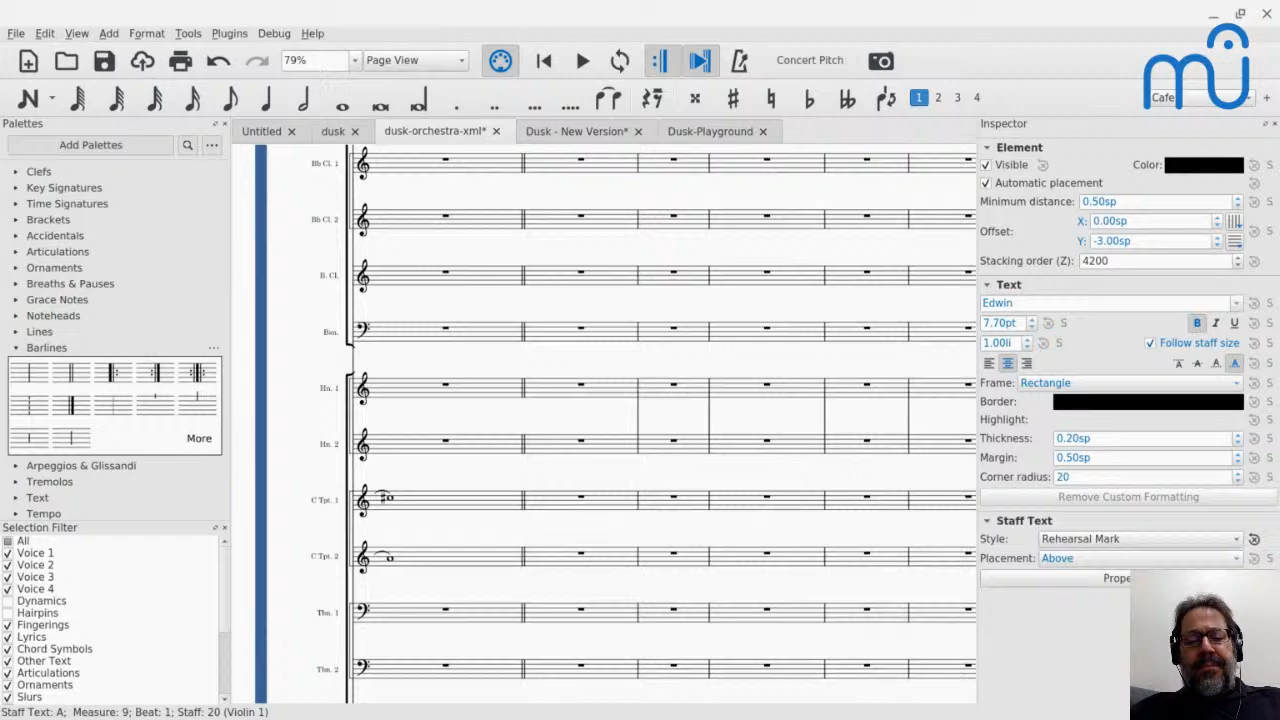 File Edit View Add Format Tools Plugins Debug Help
79% Page View Concert Pitch
1 2 3 4 Cafe
Palettes
Untitled dusk dusk-orchestra-xml* Dusk - New Version* Dusk-Playground
Inspector
Add Palettes
Clefs
Key Signatures
Time Signatures
Brackets
Accidentals
Articulations
Ornaments
Breaths & Pauses
Grace Notes
Noteheads
Lines
Barlines
More
Arpeggios & Glissandi
Tremolos
Text
Tempo
Selection Filter
All
Voice 1
Voice 2
Voice 3
Voice 4
Dynamics
Hairpins
Fingerings
Lyrics
Chord Symbols
Other Text
Articulations
Ornaments
Slurs
Bb Cl. 1
Bb Cl. 2
B. Cl.
Bsn.
Hn. 1
Hn. 2
C Tpt. 1
C Tpt. 2
Tbn. 1
Tbn. 2
Element
Visible Color:
Automatic placement
Minimum distance: 0.50sp
X: 0.00sp
Offset:
Y: -3.00sp
Stacking order (Z): 4200
Text
Edwin
7.70pt S B I U
1.00li S Follow staff size
Frame: Rectangle
Border:
Highlight:
Thickness: 0.20sp
Margin: 0.50sp
Corner radius: 20
Remove Custom Formatting
Staff Text
Style: Rehearsal Mark
Placement: Above
Prope
Staff Text: A; Measure: 9; Beat: 1; Staff: 20 (Violin 1)